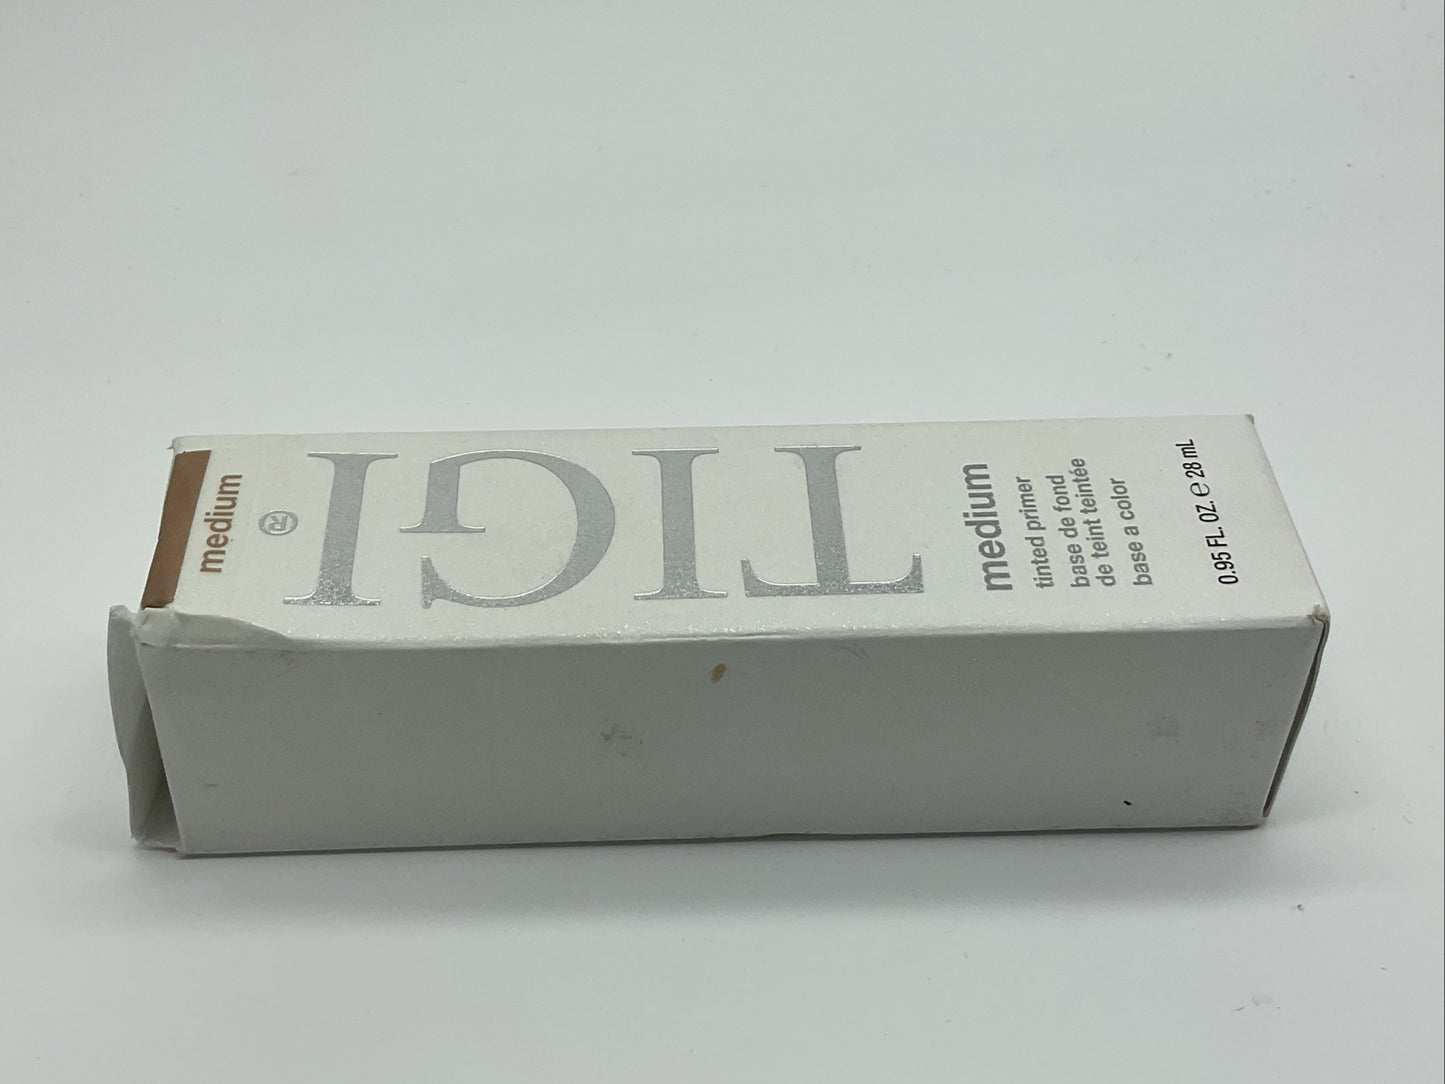 medium
TIGI®
medium
tinted primer
base de fond
de teint teintée
base a color
0.95 FL. OZ. e 28 mL